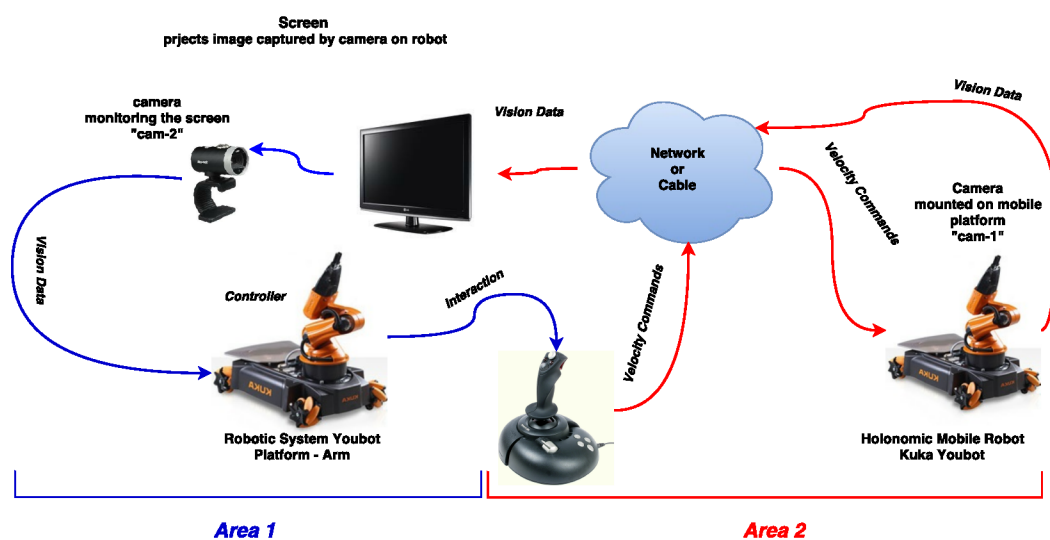 Screen
prjects image captured by camera on robot
camera
monitoring the screen
"cam-2"
Vision Data
Vision Data
Network
or
Cable
Velocity Commands
Camera
mounted on mobile
platform
"cam-1"
Vision Data
Controller
Interaction
Velocity Commands
KUKA
KUKA
Robotic System Youbot
Platform - Arm
Holonomic Mobile Robot
Kuka Youbot
Area 1
Area 2